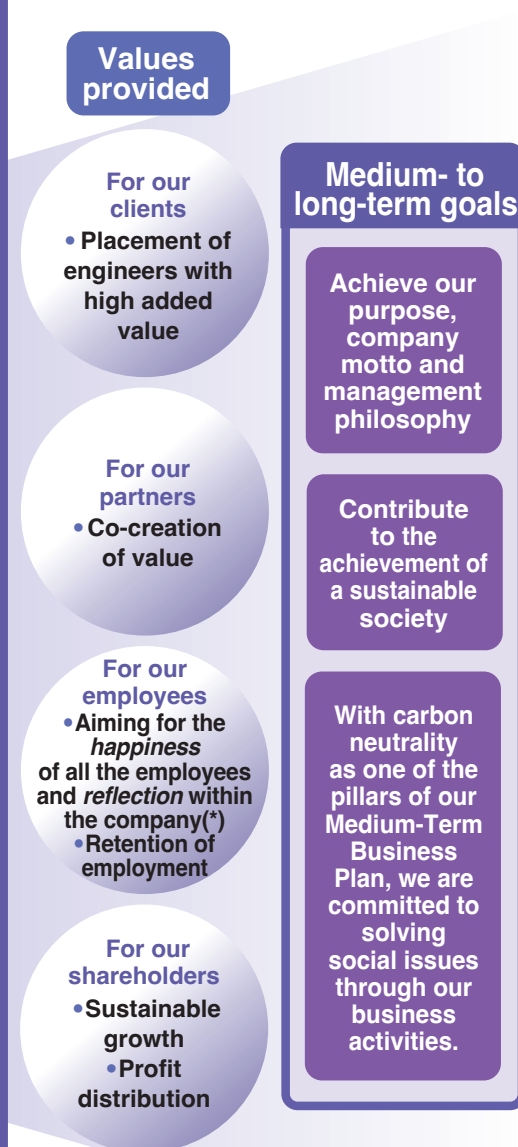 Values
provided
For our
clients
• Placement of
engineers with
high added
value
For our
partners
• Co-creation
of value
For our
employees
• Aiming for the
happiness
of all the employees
and reflection within
the company(*)
• Retention of
employment
For our
shareholders
• Sustainable
growth
• Profit
distribution
Medium- to
long-term goals
Achieve our
purpose,
company
motto and
management
philosophy
Contribute
to the
achievement of
a sustainable
society
With carbon
neutrality
as one of the
pillars of our
Medium-Term
Business
Plan, we are
committed to
solving
social issues
through our
business
activities.